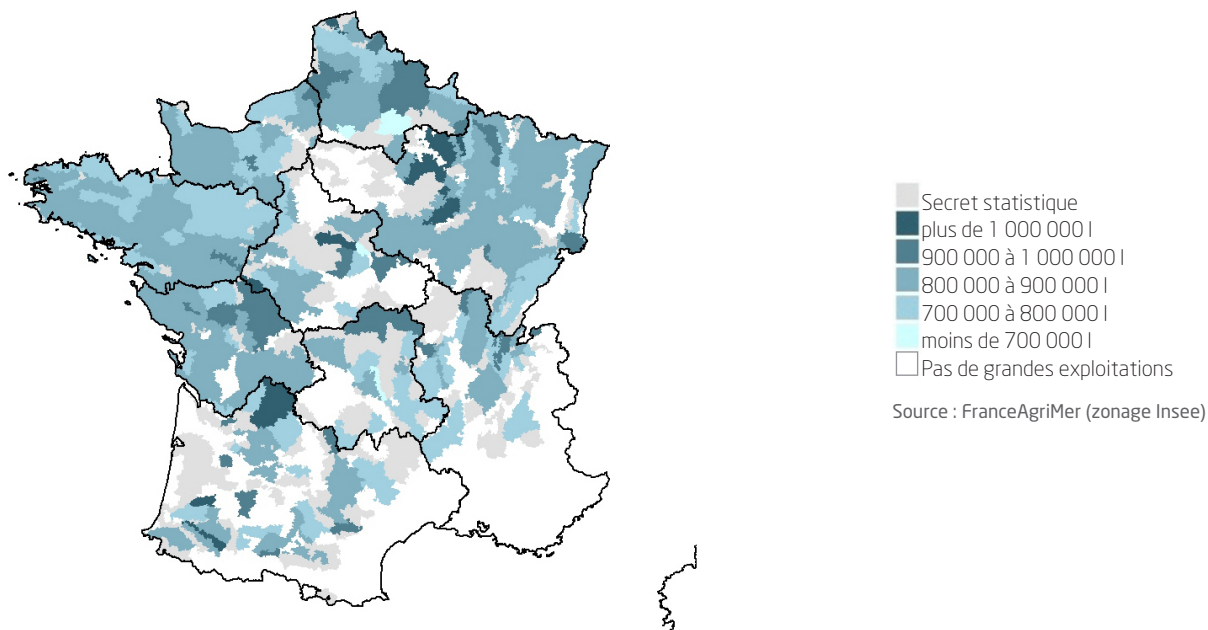 Secret statistique
plus de 1 000 000 l
900 000 à 1 000 000 l
800 000 à 900 000 l
700 000 à 800 000 l
moins de 700 000 l
Pas de grandes exploitations
Source : FranceAgriMer (zonage Insee)